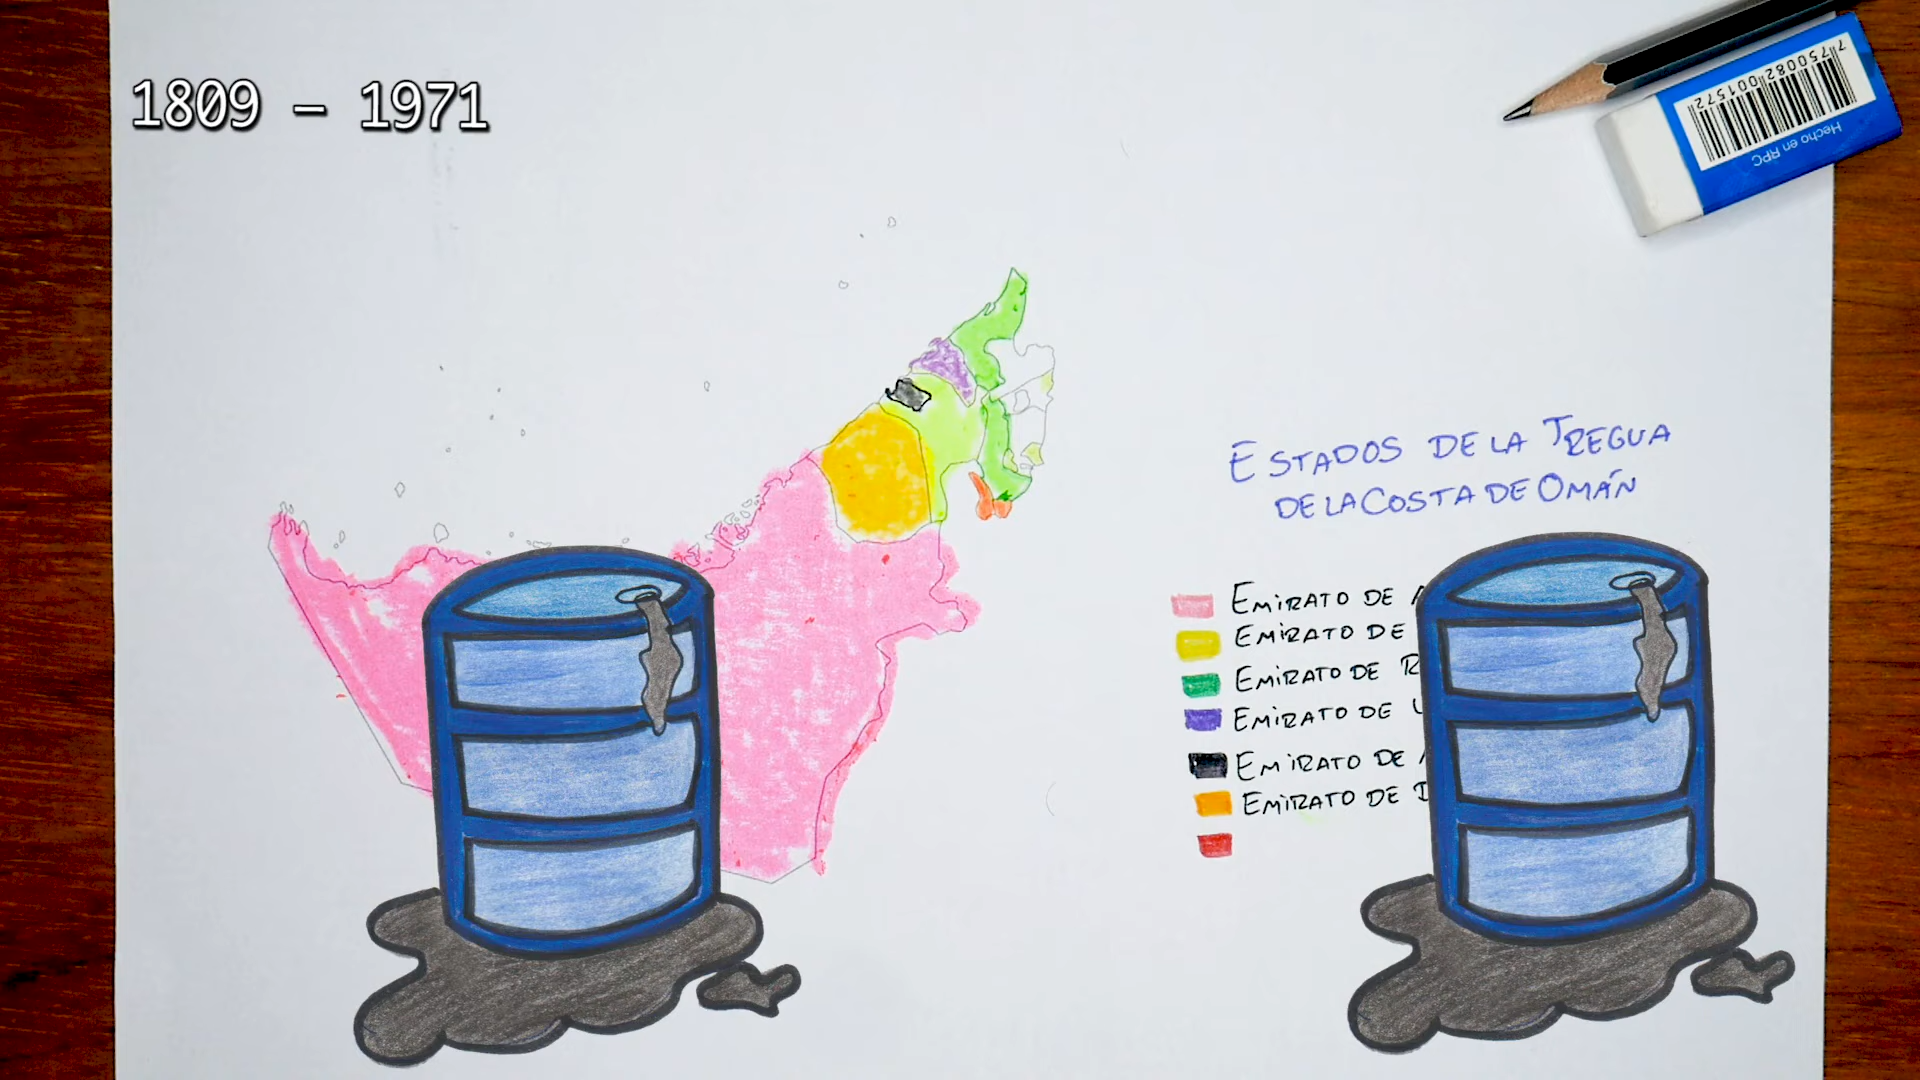 1809 – 1971
7750082001572
Hecho en RPC
ESTADOS DE LA TREGUA
DE LA COSTA DE OMÁN
EMIRATO DE
EMIRATO DE
EMIRATO DE R
EMIRATO DE U
EMIRATO DE
EMIRATO DE D